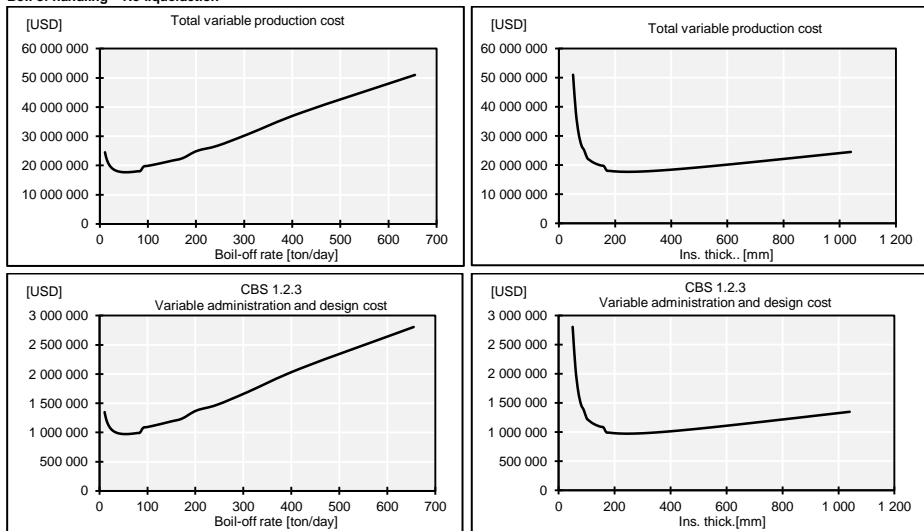 [USD]
Total variable production cost
60 000 000
50 000 000
40 000 000
30 000 000
20 000 000
10 000 000
0
0 100 200 300 400 500 600 700
Boil-off rate [ton/day]
[USD]
Total variable production cost
60 000 000
50 000 000
40 000 000
30 000 000
20 000 000
10 000 000
0
0 200 400 600 800 1 000 1 200
Ins. thick.. [mm]
[USD]
CBS 1.2.3
Variable administration and design cost
3 000 000
2 500 000
2 000 000
1 500 000
1 000 000
500 000
0
0 100 200 300 400 500 600 700
Boil-off rate [ton/day]
[USD]
CBS 1.2.3
Variable administration and design cost
3 000 000
2 500 000
2 000 000
1 500 000
1 000 000
500 000
0
0 200 400 600 800 1 000 1 200
Ins. thick.[mm]